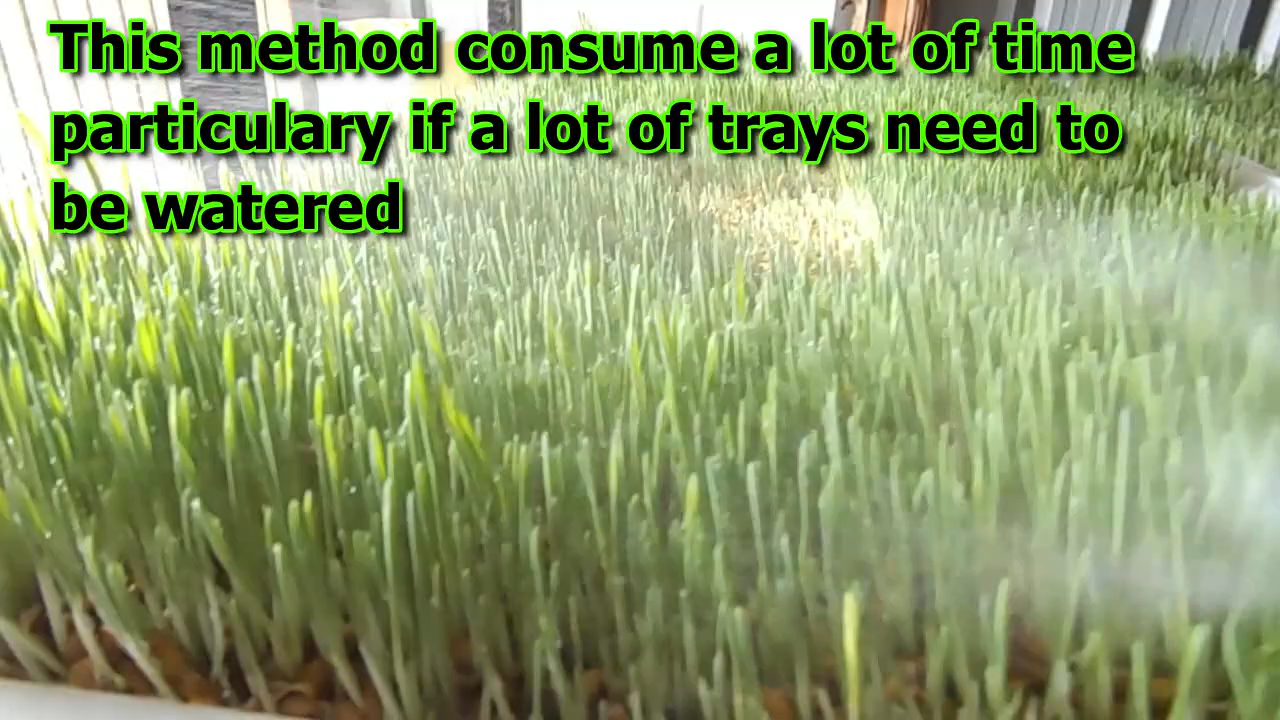 This method consume a lot of time
particulary if a lot of trays need to
be watered